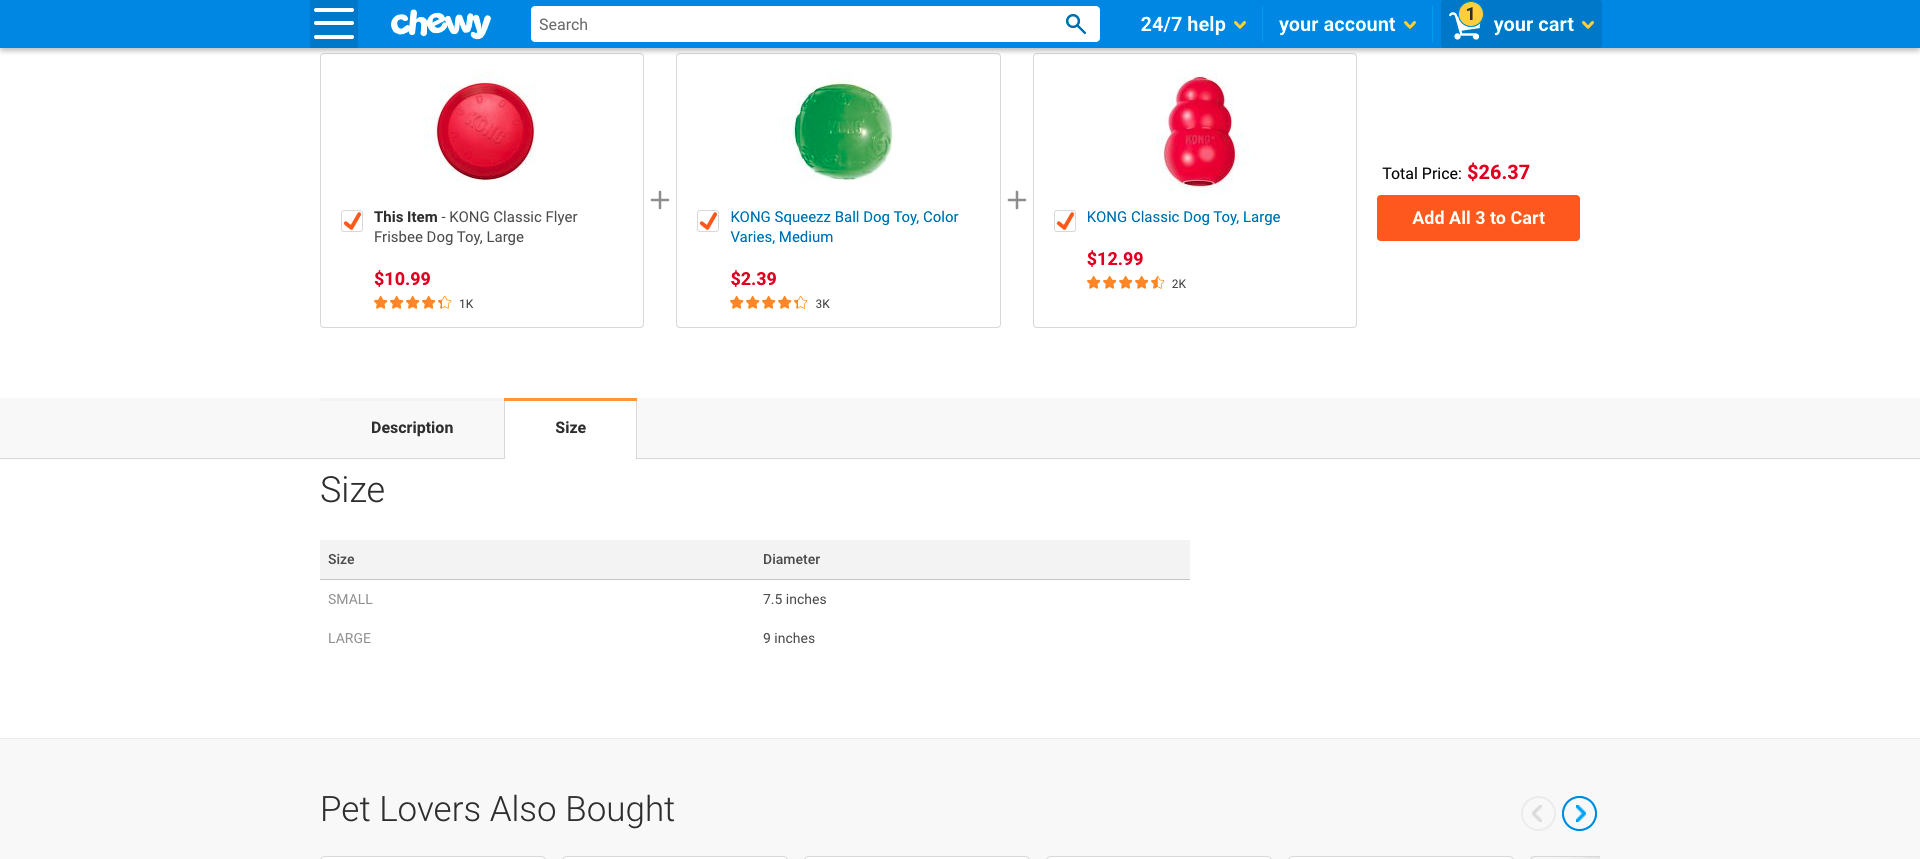 chewy
Search
24/7 help
your account
1
your cart
KONG
KONG
KONG
This Item - KONG Classic Flyer
Frisbee Dog Toy, Large
$10.99
1K
KONG Squeezz Ball Dog Toy, Color
Varies, Medium
$2.39
3K
KONG Classic Dog Toy, Large
$12.99
2K
Total Price: $26.37
Add All 3 to Cart
Description
Size
Size
Size
Diameter
SMALL
7.5 inches
LARGE
9 inches
Pet Lovers Also Bought